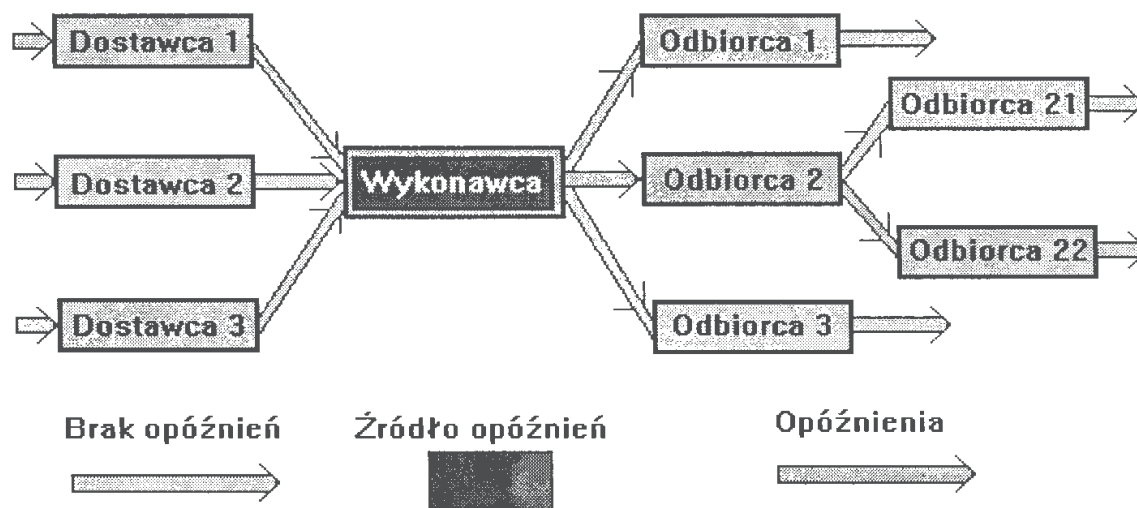 Dostawca 1
Odbiorca 1
Odbiorca 21
Dostawca 2
Wykonawca
Odbiorca 2
Odbiorca 22
Dostawca 3
Odbiorca 3
Brak opóźnień
Źródło opóźnień
Opóźnienia